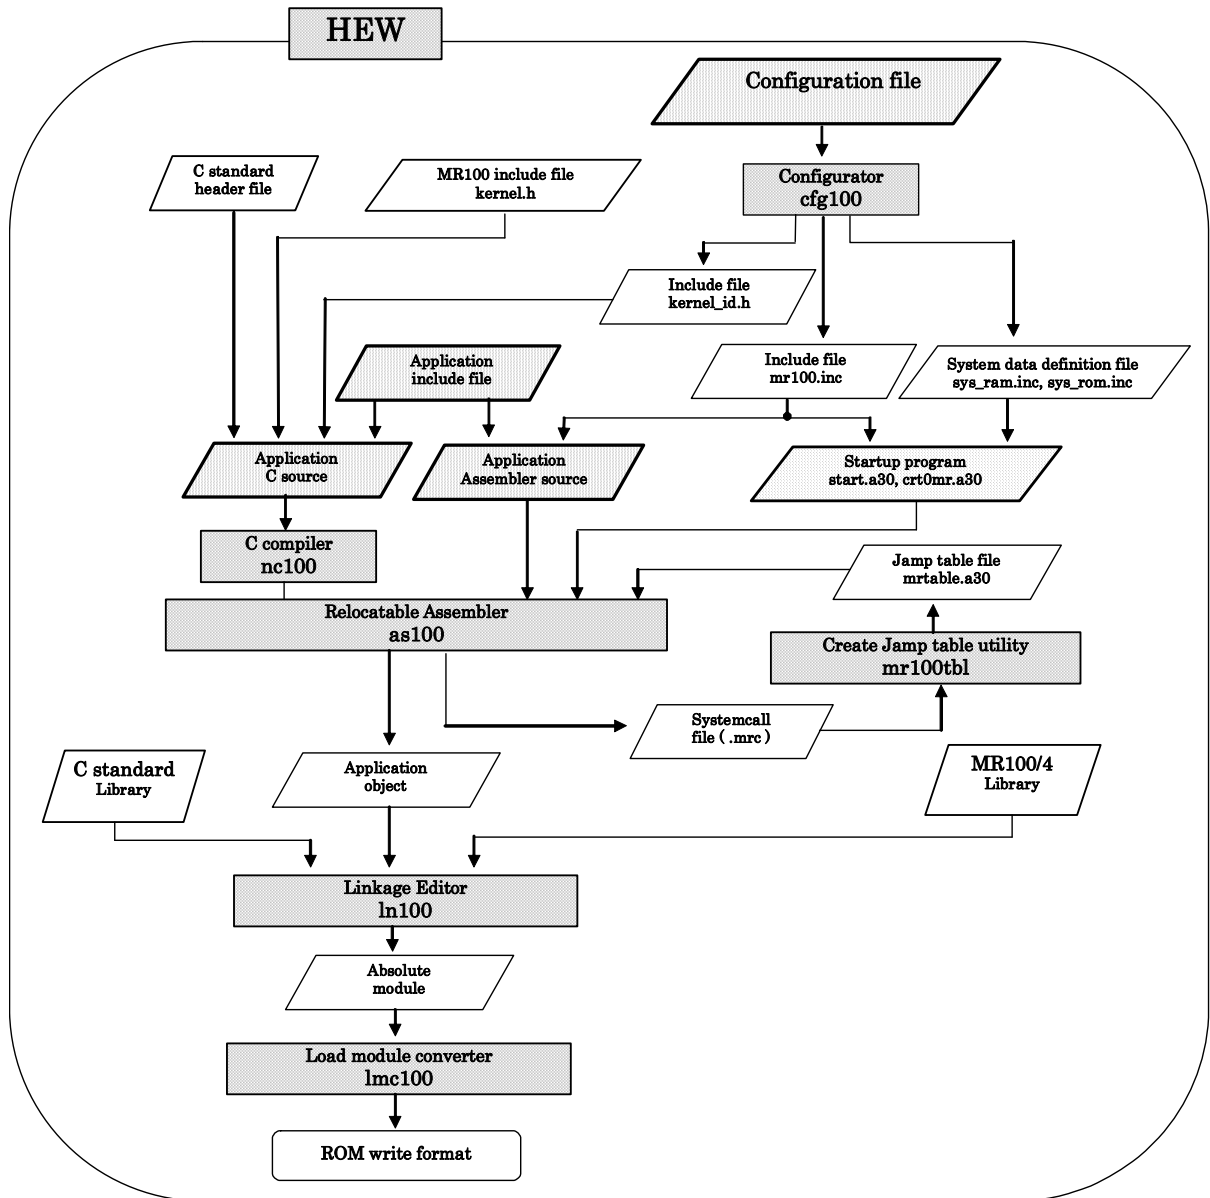 HEW
Configuration file
C standard
header file
MR100 include file
kernel.h
Configurator
cfg100
Include file
kernel_id.h
Application
include file
Include file
mr100.inc
System data definition file
sys_ram.inc, sys_rom.inc
Application
C source
Application
Assembler source
Startup program
start.a30, crt0mr.a30
C compiler
nc100
Jamp table file
mrtable.a30
Relocatable Assembler
as100
Create Jamp table utility
mr100tbl
Systemcall
file ( .mrc )
C standard
Library
Application
object
MR100/4
Library
Linkage Editor
ln100
Absolute
module
Load module converter
lmc100
ROM write format